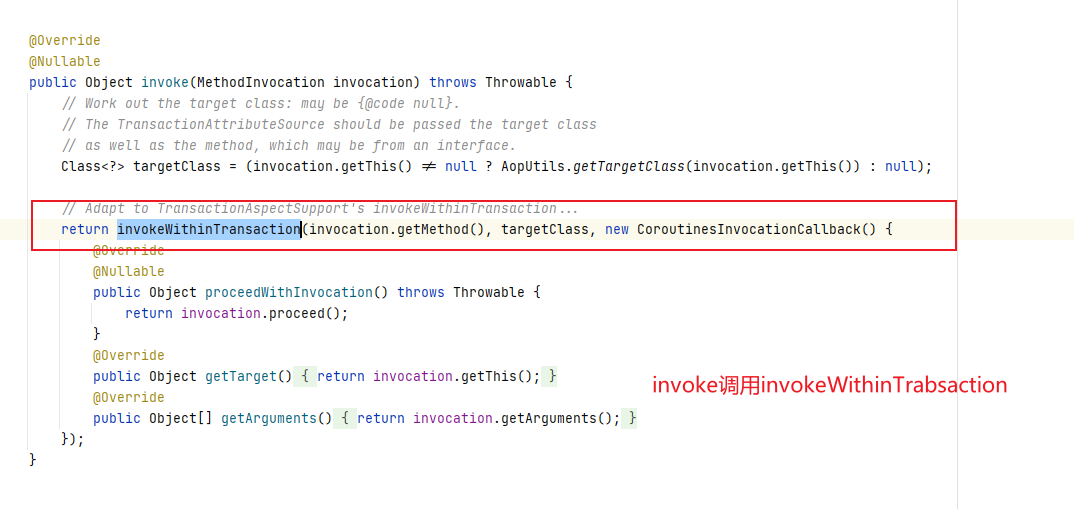 @Override
@Nullable
public Object invoke(MethodInvocation invocation) throws Throwable {
// Work out the target class: may be {@code null}.
// The TransactionAttributeSource should be passed the target class
// as well as the method, which may be from an interface.
Class<?> targetClass = (invocation.getThis() ≠ null ? AopUtils.getTargetClass(invocation.getThis()) : null);
// Adapt to TransactionAspectSupport's invokeWithinTransaction...
return invokeWithinTransaction(invocation.getMethod(), targetClass, new CoroutinesInvocationCallback() {
@Override
@Nullable
public Object proceedWithInvocation() throws Throwable {
return invocation.proceed();
}
@Override
public Object getTarget() { return invocation.getThis(); }
@Override
public Object[] getArguments() { return invocation.getArguments(); }
});
}
invoke调用invokeWithinTrabsaction